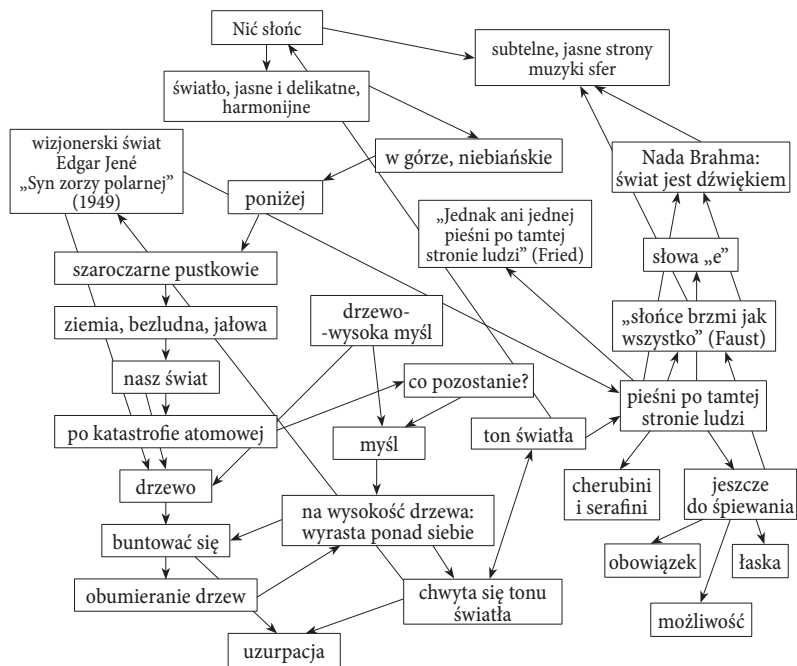 Nić słońc
subtelne, jasne strony
muzyki sfer
światło, jasne i delikatne,
harmonijne
wizjonerski świat
Edgar Jené
„Syn zorzy polarnej”
(1949)
w górze, niebiańskie
Nada Brahma:
świat jest dźwiękiem
poniżej
„Jednak ani jednej
pieśni po tamtej
stronie ludzi” (Fried)
słowa „e”
szaroczarne pustkowie
ziemia, bezludna, jałowa
drzewo-
-wysoka myśl
„słońce brzmi jak
wszystko” (Faust)
nasz świat
co pozostanie?
pieśni po tamtej
stronie ludzi
po katastrofie atomowej
myśl
ton światła
drzewo
cherubini
i serafini
jeszcze
do śpiewania
na wysokość drzewa:
wyrasta ponad siebie
buntować się
obowiązek
łaska
obumieranie drzew
chwyta się tonu
światła
możliwość
uzurpacja